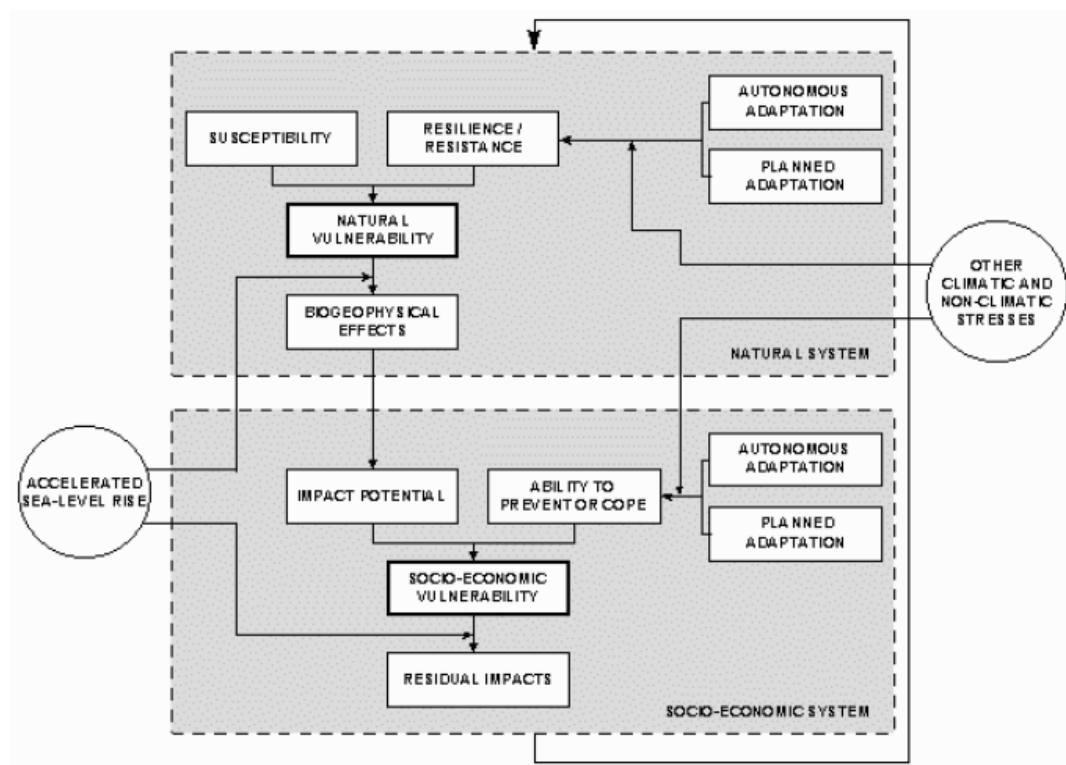 AUTONOMOUS
ADAPTATION
SUSCEPTIBILITY
RESILIENCE /
RESISTANCE
PLANNED
ADAPTATION
NATURAL
VULNERABILITY
OTHER
CLIMATIC AND
NON-CLIMATIC
STRESSES
BIOGEOPHYSICAL
EFFECTS
NATURAL SYSTEM
AUTONOMOUS
ADAPTATION
ACCELERATED
SEA-LEVEL RISE
IMPACT POTENTIAL
ABILITY TO
PREVENT OR COPE
PLANNED
ADAPTATION
SOCIO-ECONOMIC
VULNERABILITY
RESIDUAL IMPACTS
SOCIO-ECONOMIC SYSTEM